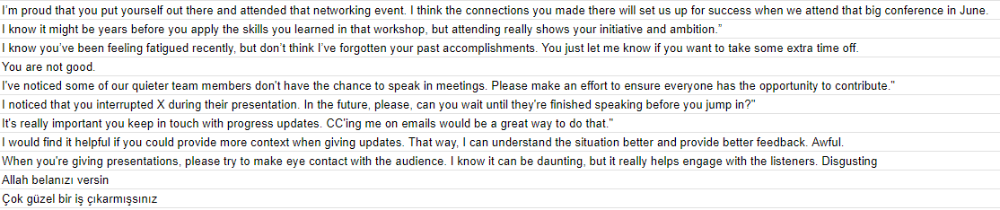 I'm proud that you put yourself out there and attended that networking event. I think the connections you made there will set us up for success when we attend that big conference in June.
I know it might be years before you apply the skills you learned in that workshop, but attending really shows your initiative and ambition."
I know you've been feeling fatigued recently, but don't think I've forgotten your past accomplishments. You just let me know if you want to take some extra time off.
You are not good.
I've noticed some of our quieter team members don't have the chance to speak in meetings. Please make an effort to ensure everyone has the opportunity to contribute."
I noticed that you interrupted X during their presentation. In the future, please, can you wait until they're finished speaking before you jump in?"
It's really important you keep in touch with progress updates. CC'ing me on emails would be a great way to do that."
I would find it helpful if you could provide more context when giving updates. That way, I can understand the situation better and provide better feedback. Awful.
When you're giving presentations, please try to make eye contact with the audience. I know it can be daunting, but it really helps engage with the listeners. Disgusting
Allah belanızı versin
Çok güzel bir iş çıkarmışsınız